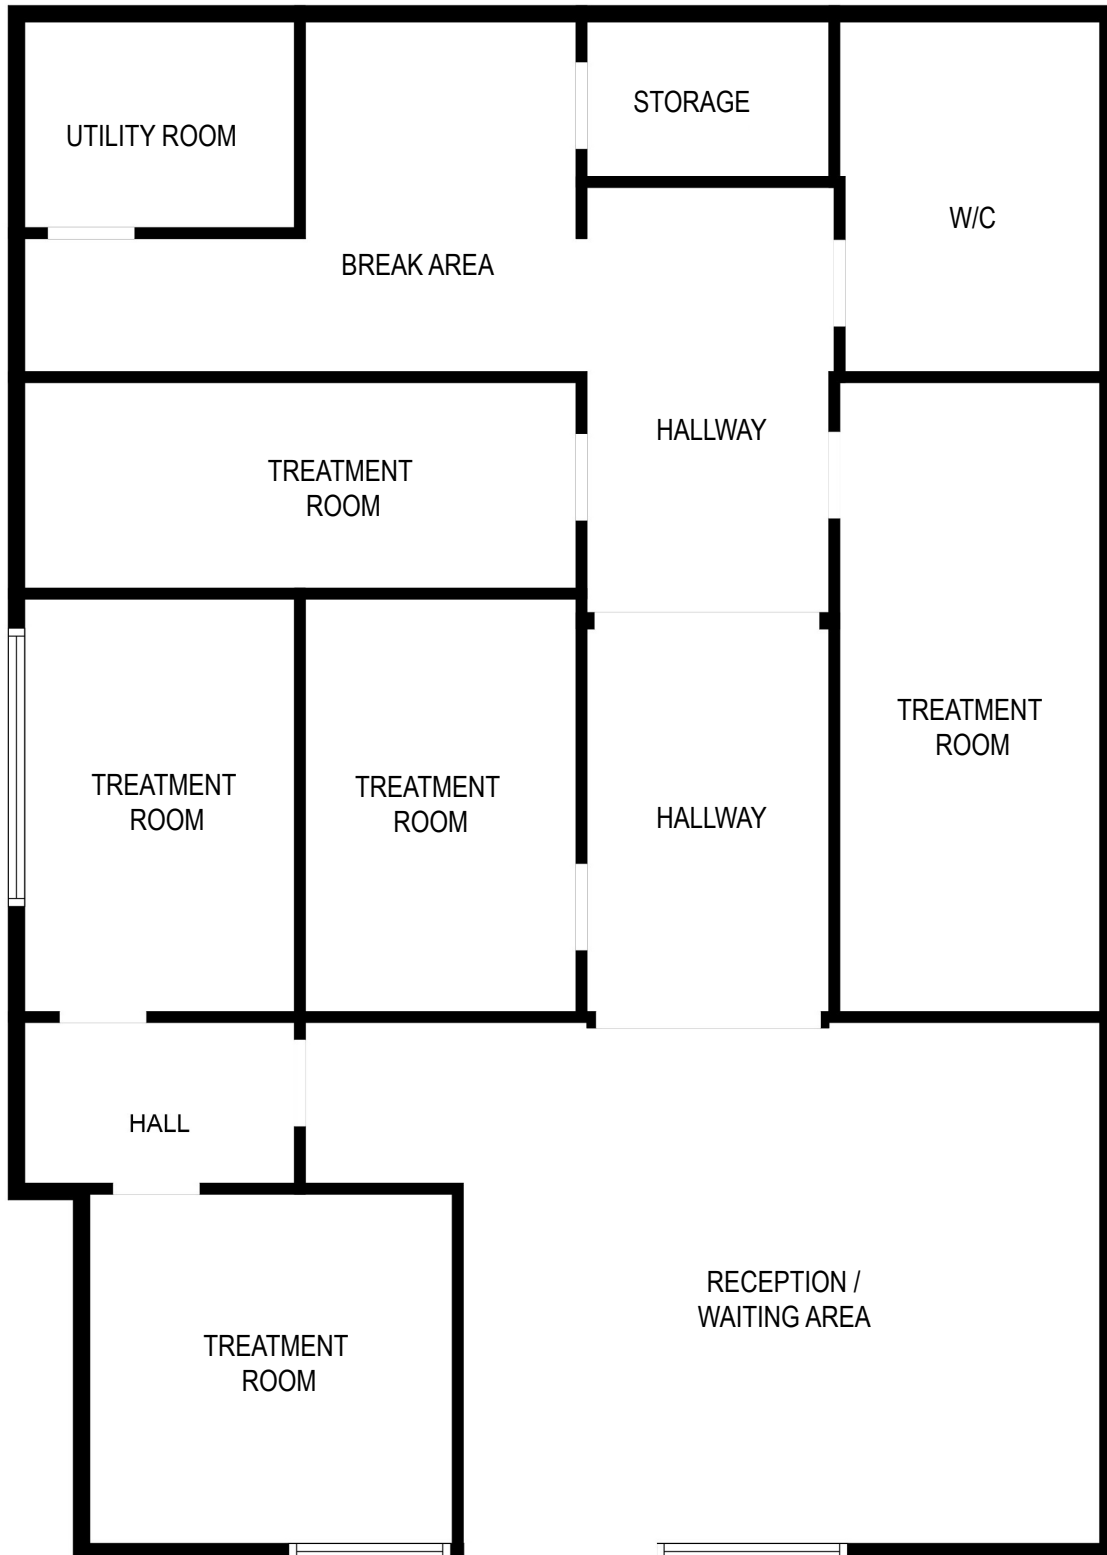 UTILITY ROOM
STORAGE
W/C
BREAK AREA
HALLWAY
TREATMENT
ROOM
TREATMENT
ROOM
TREATMENT
ROOM
TREATMENT
ROOM
HALLWAY
HALL
RECEPTION /
WAITING AREA
TREATMENT
ROOM